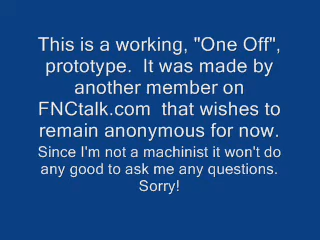 This is a working, "One Off",
prototype.  It was made by
another member on
FNCtalk.com  that wishes to
remain anonymous for now.
Since I'm not a machinist it won't do
any good to ask me any questions.
Sorry!